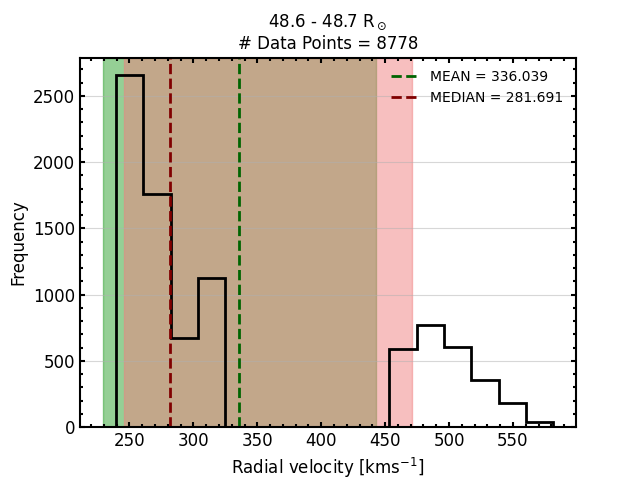 48.6 - 48.7 R⊙
# Data Points = 8778
MEAN = 336.039
MEDIAN = 281.691
Frequency
2500
2000
1500
1000
500
0
250 300 350 400 450 500 550
Radial velocity [kms⁻¹]